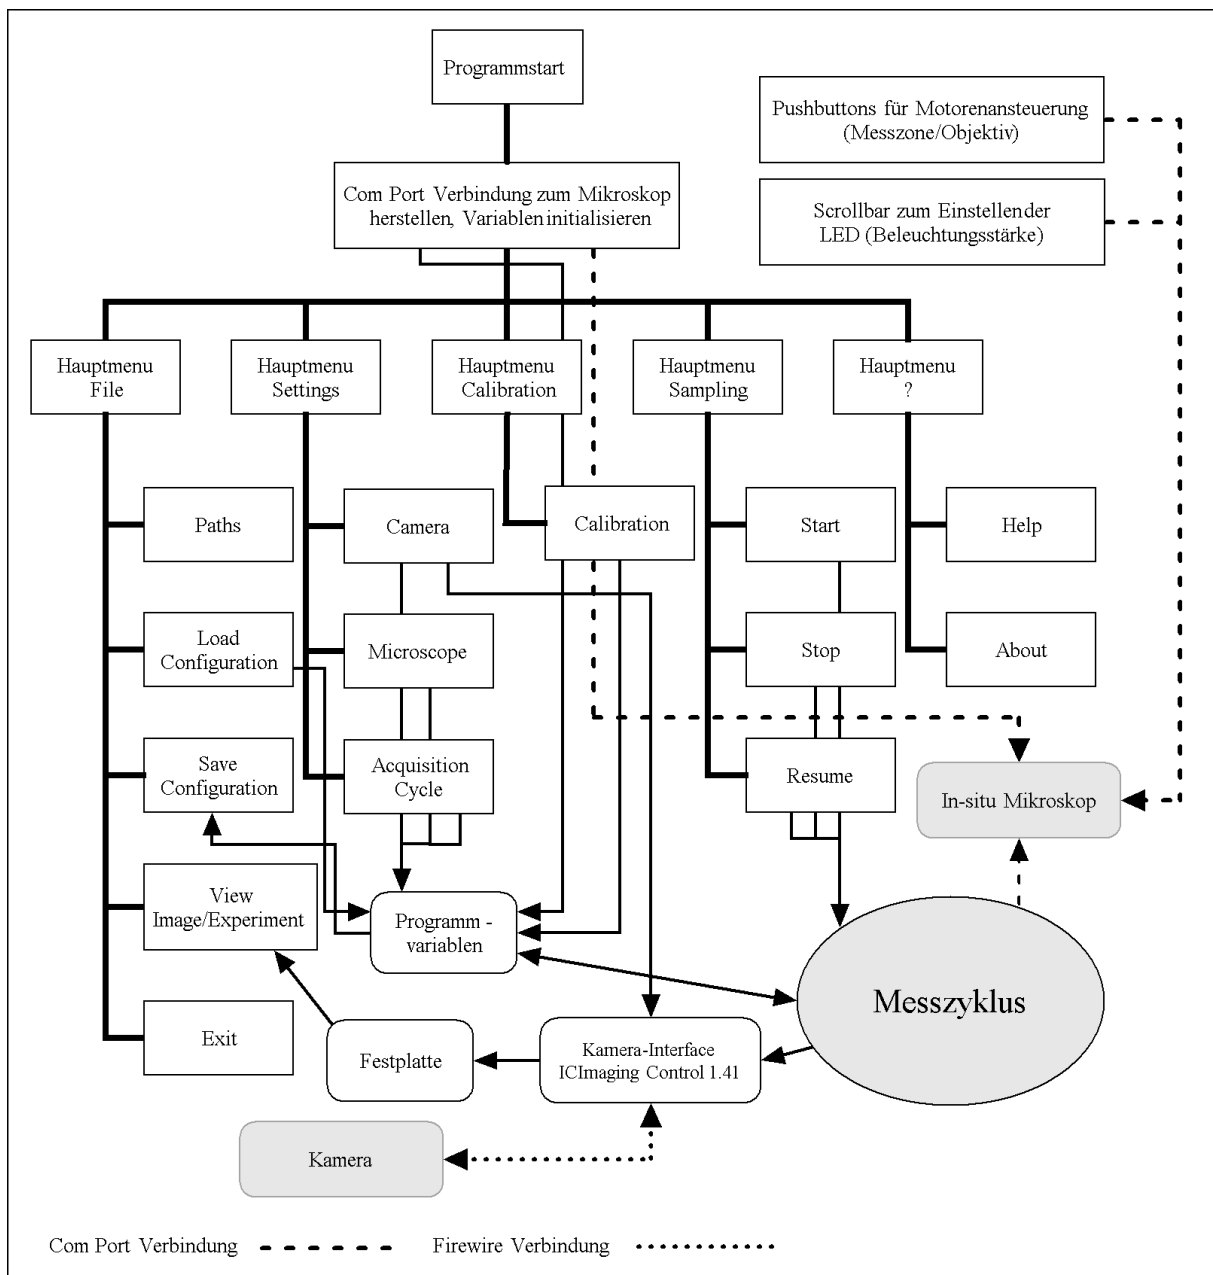 Programmstart
Pushbuttons für Motorenansteuerung
(Messzone/Objektiv)
Com Port Verbindung zum Mikroskop
herstellen, Variablen initialisieren
Scrollbar zum Einstellen der
LED (Beleuchtungsstärke)
Hauptmenu
File
Hauptmenu
Settings
Hauptmenu
Calibration
Hauptmenu
Sampling
Hauptmenu
?
Paths
Camera
Calibration
Start
Help
Load
Configuration
Microscope
Stop
About
Save
Configuration
Acquisition
Cycle
Resume
In-situ Mikroskop
View
Image/Experiment
Programm -
variablen
Messzyklus
Exit
Festplatte
Kamera-Interface
ICImaging Control 1.41
Kamera
Com Port Verbindung
Firewire Verbindung